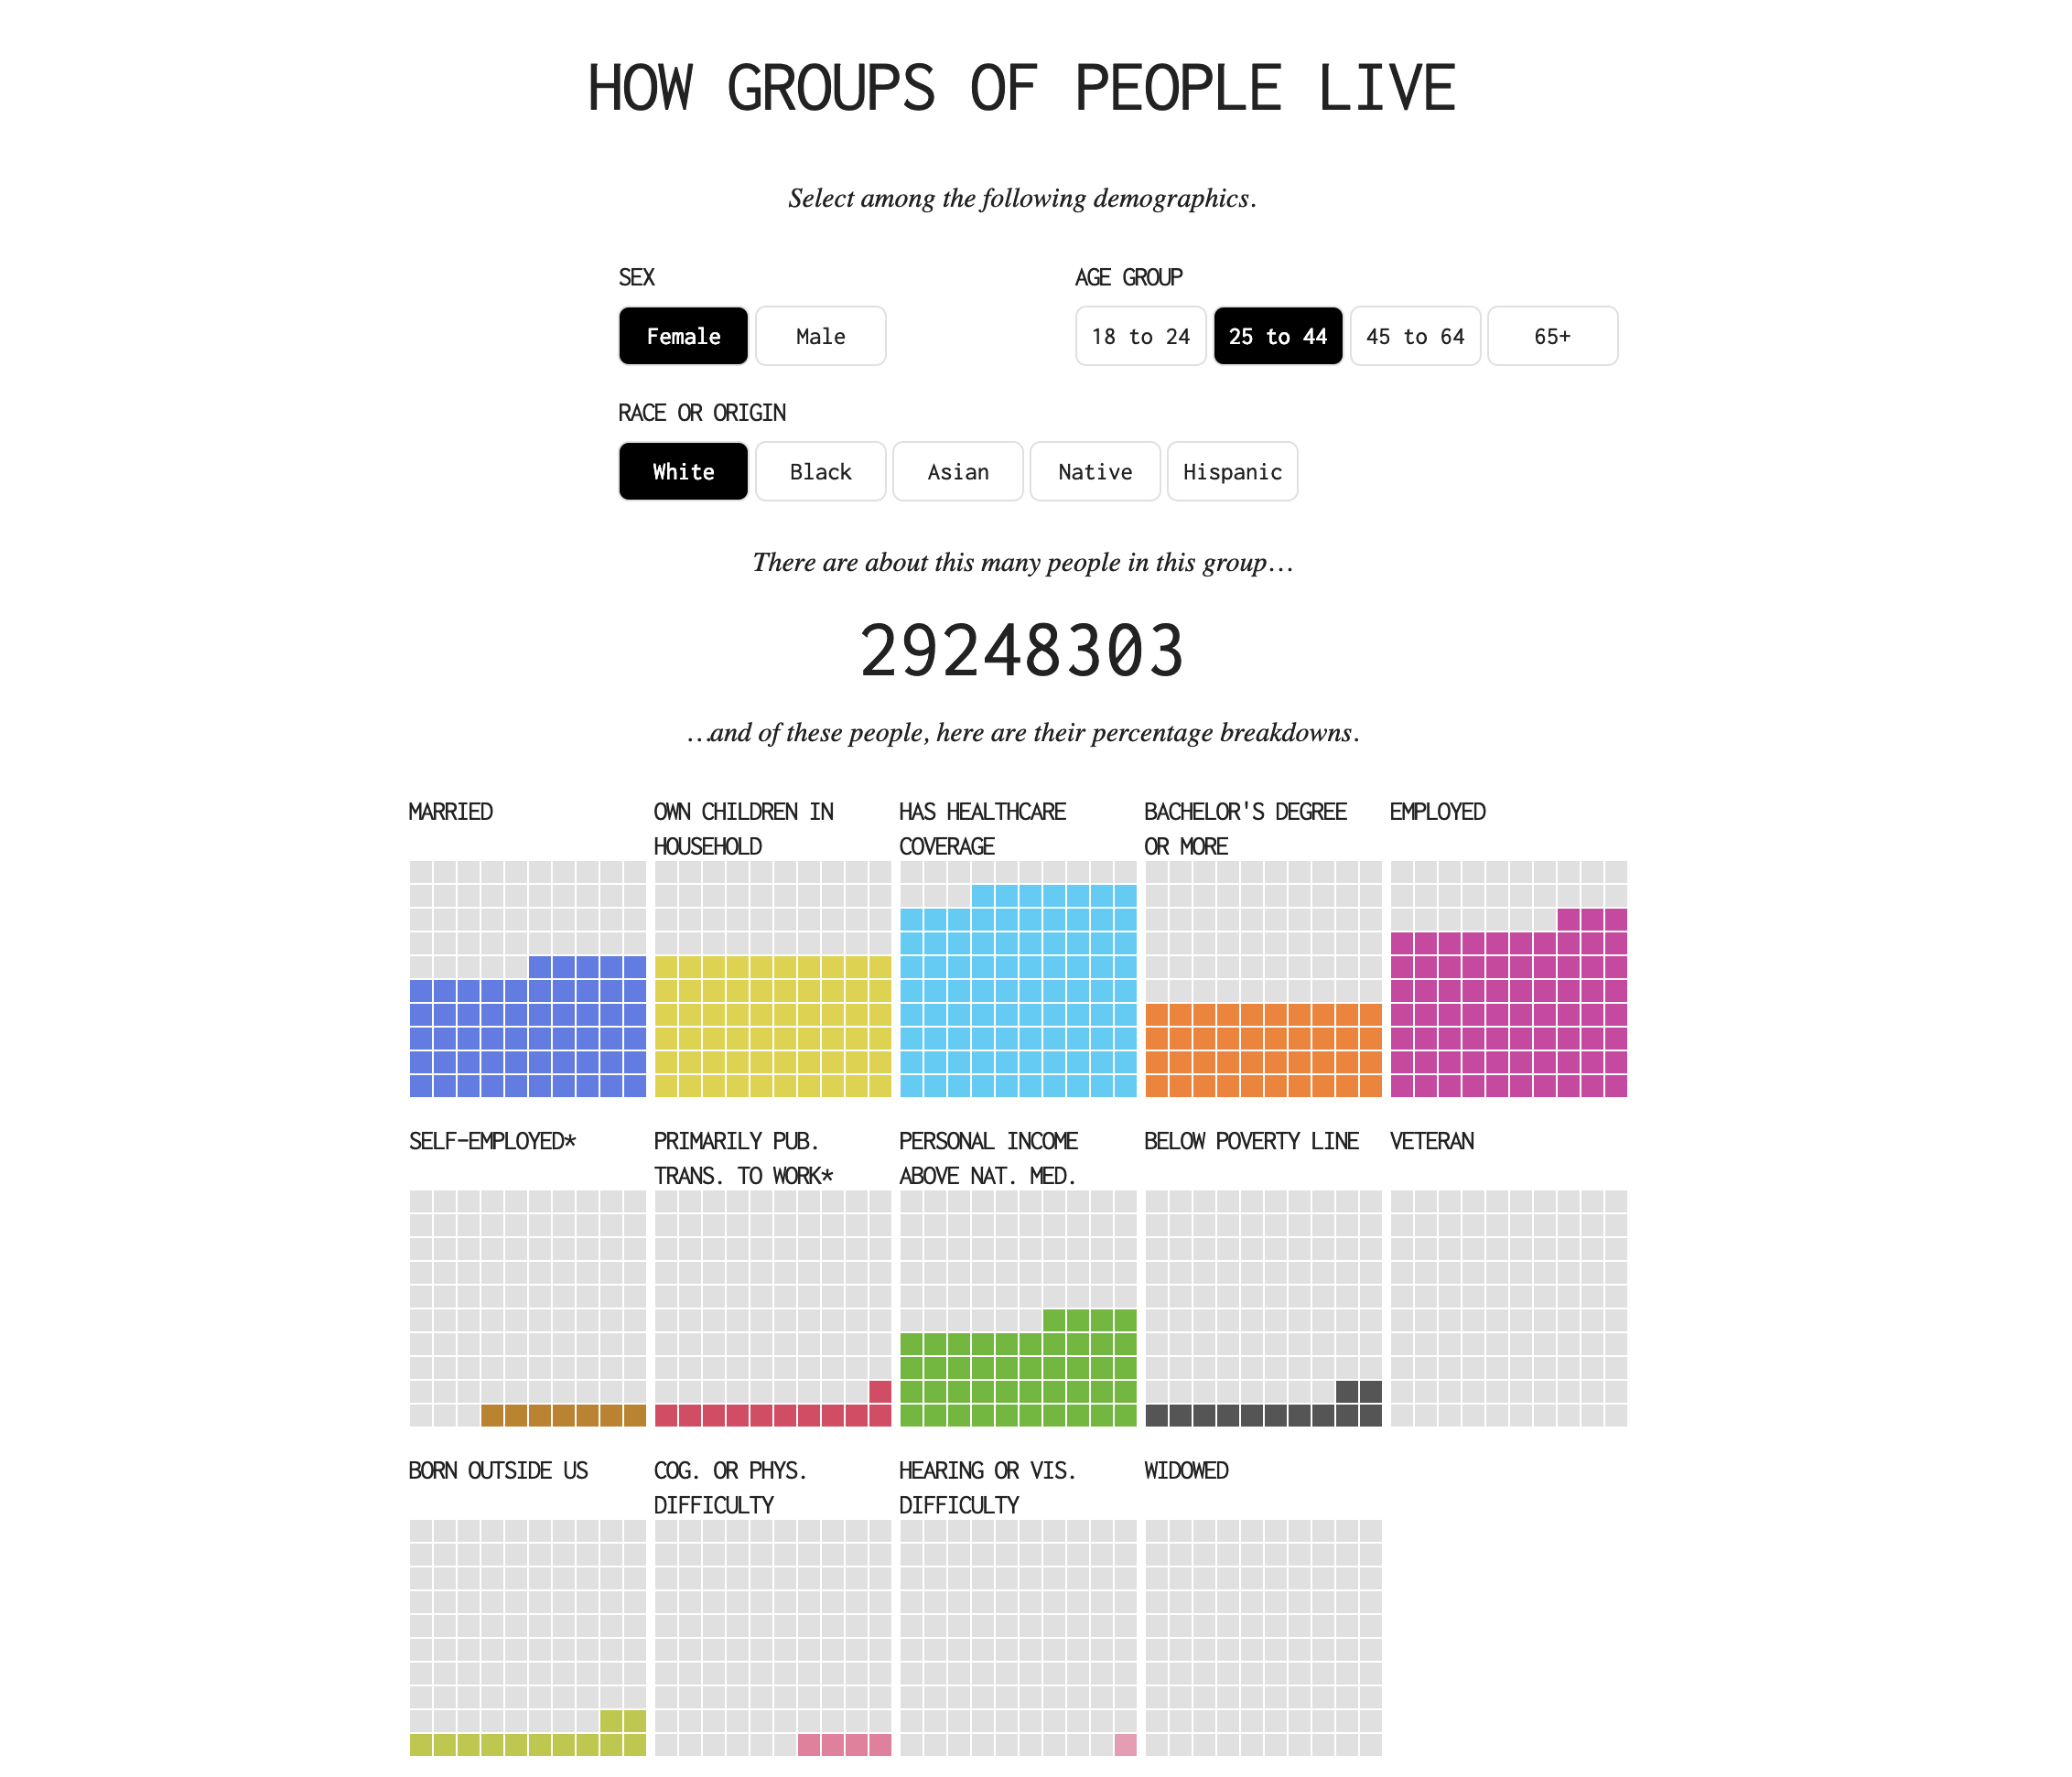 HOW GROUPS OF PEOPLE LIVE
Select among the following demographics.
SEX
Female Male
AGE GROUP
18 to 24 25 to 44 45 to 64 65+
RACE OR ORIGIN
White Black Asian Native Hispanic
There are about this many people in this group...
29248303
...and of these people, here are their percentage breakdowns.
MARRIED
OWN CHILDREN IN
HOUSEHOLD
HAS HEALTHCARE
COVERAGE
BACHELOR'S DEGREE
OR MORE
EMPLOYED
SELF-EMPLOYED*
PRIMARILY PUB.
TRANS. TO WORK*
PERSONAL INCOME
ABOVE NAT. MED.
BELOW POVERTY LINE
VETERAN
BORN OUTSIDE US
COG. OR PHYS.
DIFFICULTY
HEARING OR VIS.
DIFFICULTY
WIDOWED